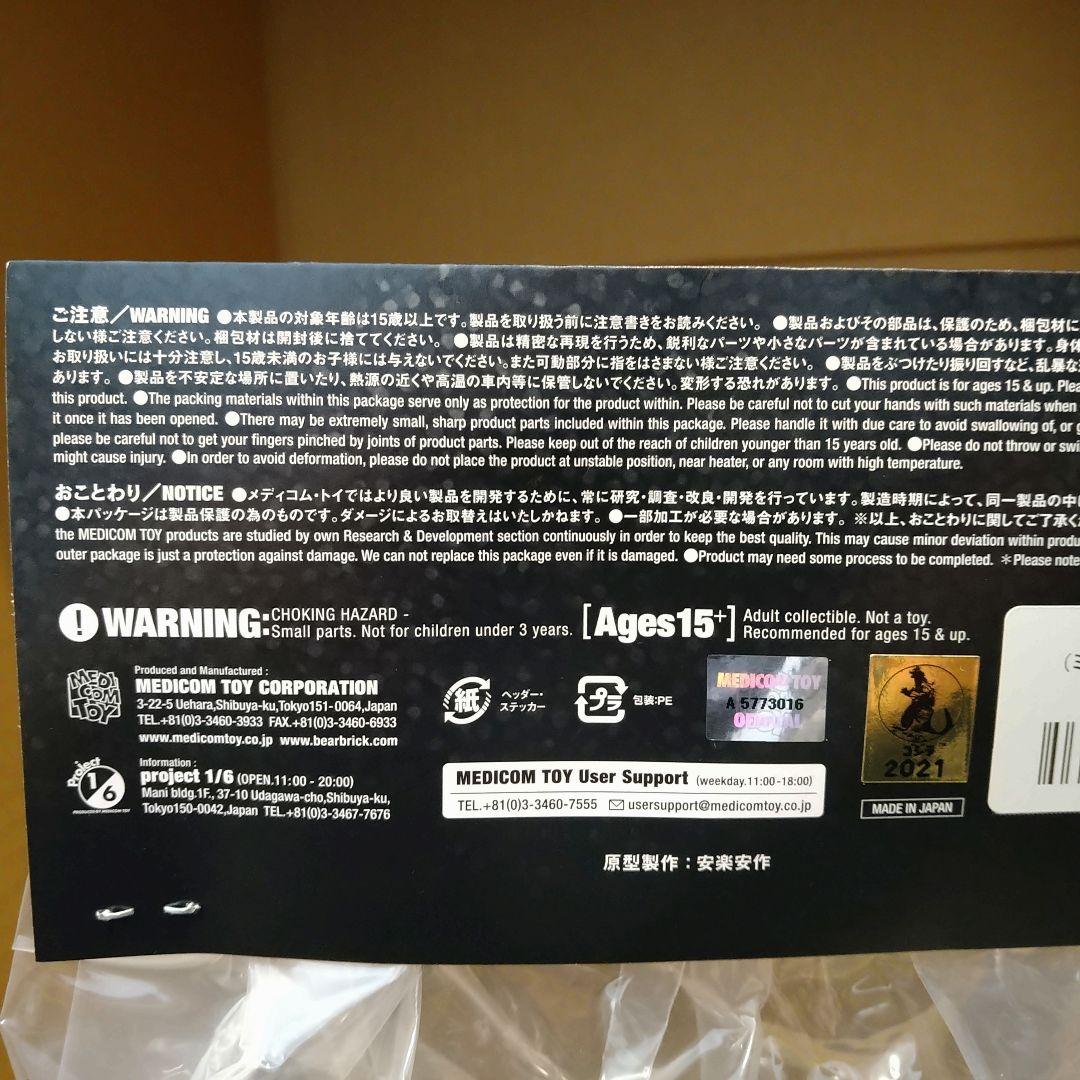 ご注意／WARNING ●本製品の対象年齢は15歳以上です。製品を取り扱う前に注意書きをお読みください。 ●製品およびその部品は、保護のため、梱包材に
しない様ご注意ください。梱包材は開封後に捨ててください。 ●製品は精密な再現を行うため、鋭利なパーツや小さなパーツが含まれている場合があります。身体
お取り扱いには十分注意し、15歳未満のお子様には与えないでください。また可動部分に指をはさまない様ご注意ください。 ●製品をぶつけたり振り回すなど、乱暴な
あります。 ●製品を不安定な場所に置いたり、熱源の近くや高温の車内等に保管しないでください。変形する恐れがあります。 ●This product is for ages 15 & up.
this product. ●The packing materials within this package serve only as protection for the product within. Please be careful not to cut your hands with such materials when
it once it has been opened. ●There may be extremely small, sharp product parts included within this package. Please handle it with due care to avoid swallowing of, or
please be careful not to get your fingers pinched by joints of product parts. Please keep out of the reach of children younger than 15 years old. ●Please do not throw or
might cause injury. ●In order to avoid deformation, please do not place the product at unstable position, near heater, or any room with high temperature.
おことわり／NOTICE ●メディコム・トイではより良い製品を開発するために、常に研究・調査・改良・開発を行っています。製造時期によって、同一製品の中
●本パッケージは製品保護の為のものです。ダメージによるお取替えはいたしかねます。 ●一部加工が必要な場合があります。 ※以上、おことわりに関してご了承く
the MEDICOM TOY products are studied by own Research & Development section continuously in order to keep the best quality. This may cause minor deviation within
outer package is just a protection against damage. We can not replace this package even if it is damaged. ●Product may need some process to be completed. ＊Please note
! WARNING: CHOKING HAZARD -
Small parts. Not for children under 3 years.
[Ages15+] Adult collectible. Not a toy.
Recommended for ages 15 & up.
MEDI
COM
TOY
Produced and Manufactured :
MEDICOM TOY CORPORATION
3-22-5 Uehara,Shibuya-ku,Tokyo151-0064,Japan
TEL.+81(0)3-3460-3933 FAX.+81(0)3-3460-6933
www.medicomtoy.co.jp www.bearbrick.com
紙 ヘッダー・
ステッカー
プラ 包装:PE
MEDICOM TOY
A 5773016
OFFICIAL
ゴジラ
2021
MADE IN JAPAN
Project
1/6
PRODUCED BY MEDICOM TOY
Information :
project 1/6 (OPEN.11:00 - 20:00)
Mani bldg.1F., 37-10 Udagawa-cho,Shibuya-ku,
Tokyo150-0042,Japan TEL.+81(0)3-3467-7676
MEDICOM TOY User Support (weekday.11:00-18:00)
TEL.+81(0)3-3460-7555 usersupport@medicomtoy.co.jp
原型製作：安楽安作